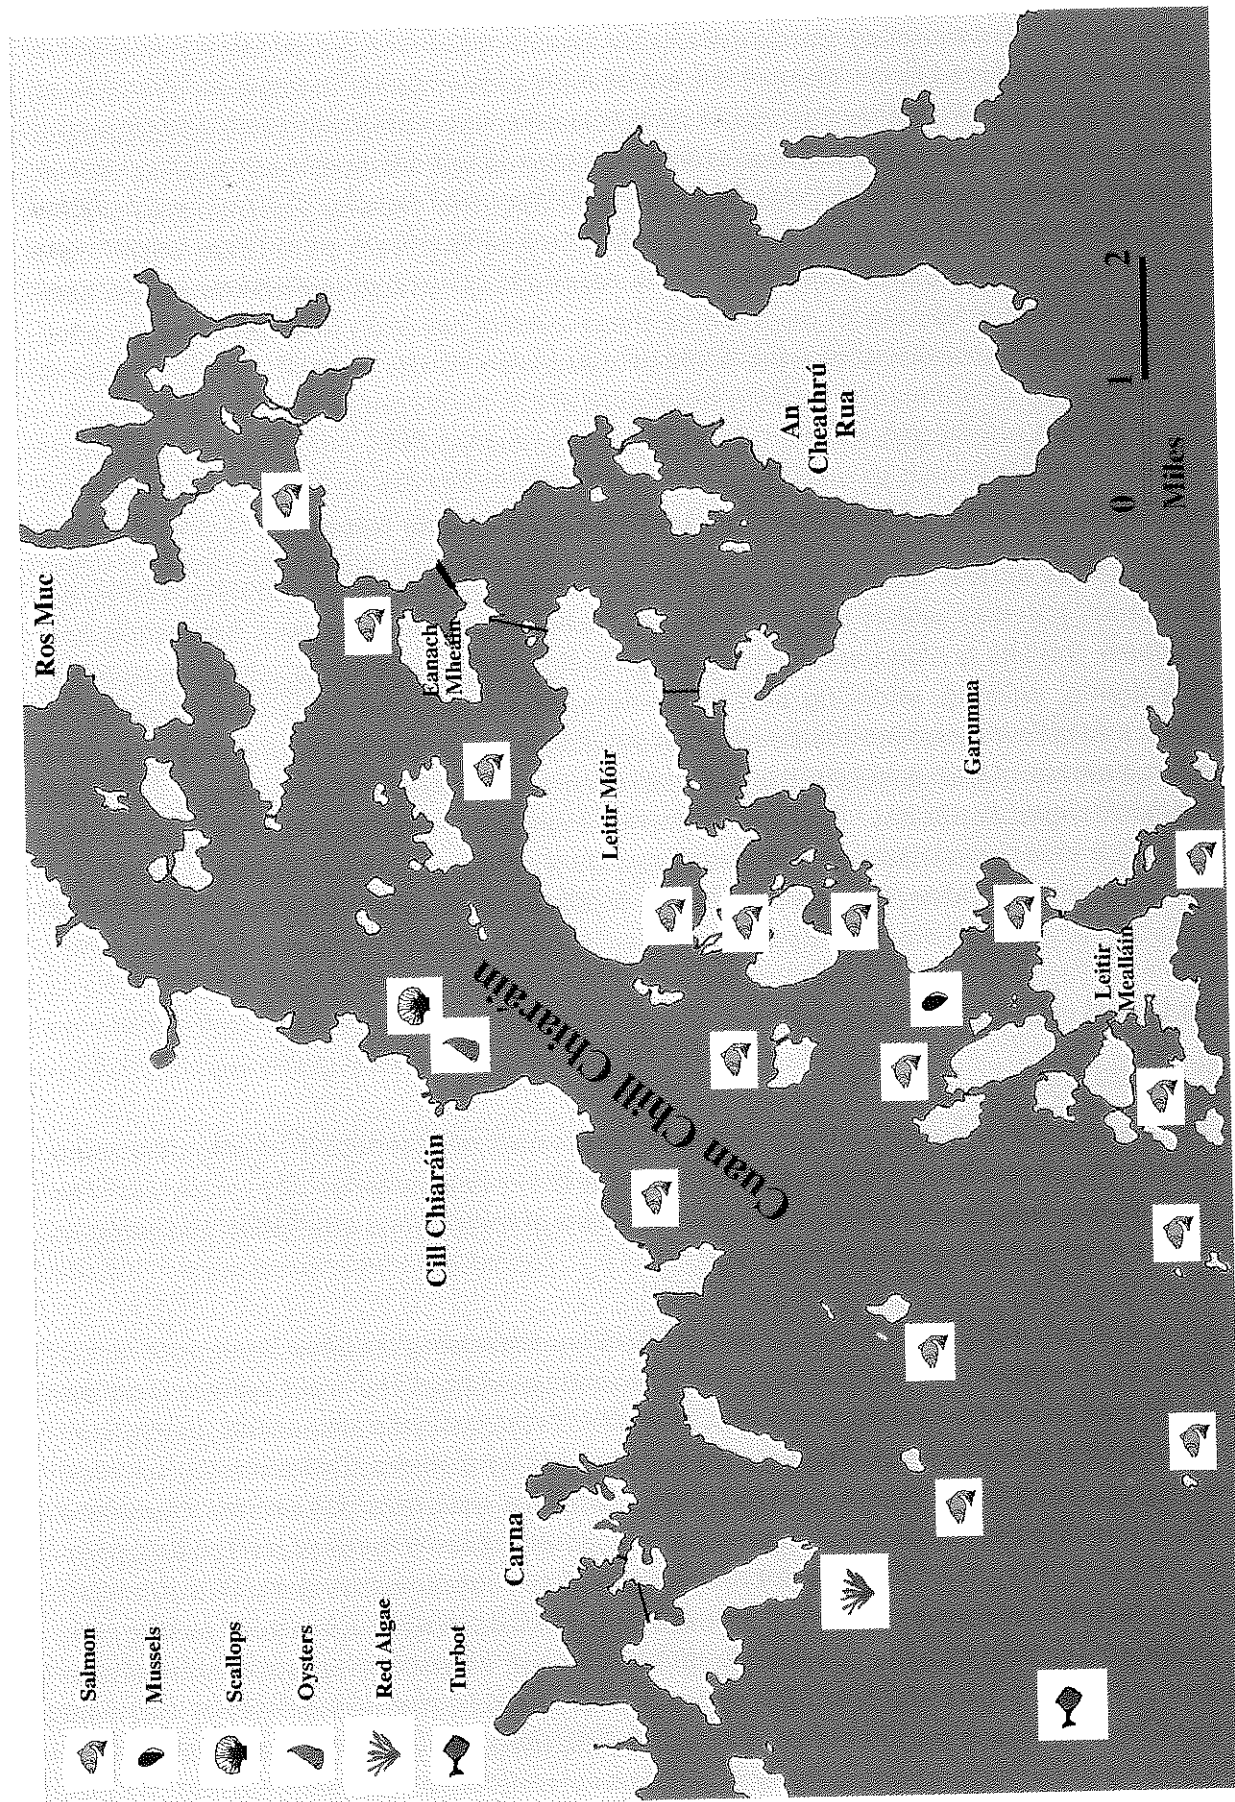 Salmon
Mussels
Scallops
Oysters
Red Algae
Turbot
Carna
Cill Chiaráin
Ros Muc
Cuan Chill Chiaráin
Eanach
Mheáin
Leitir Móir
Garumna
Leitir
Mealláin
An
Cheathrú
Rua
0 1 2
Miles